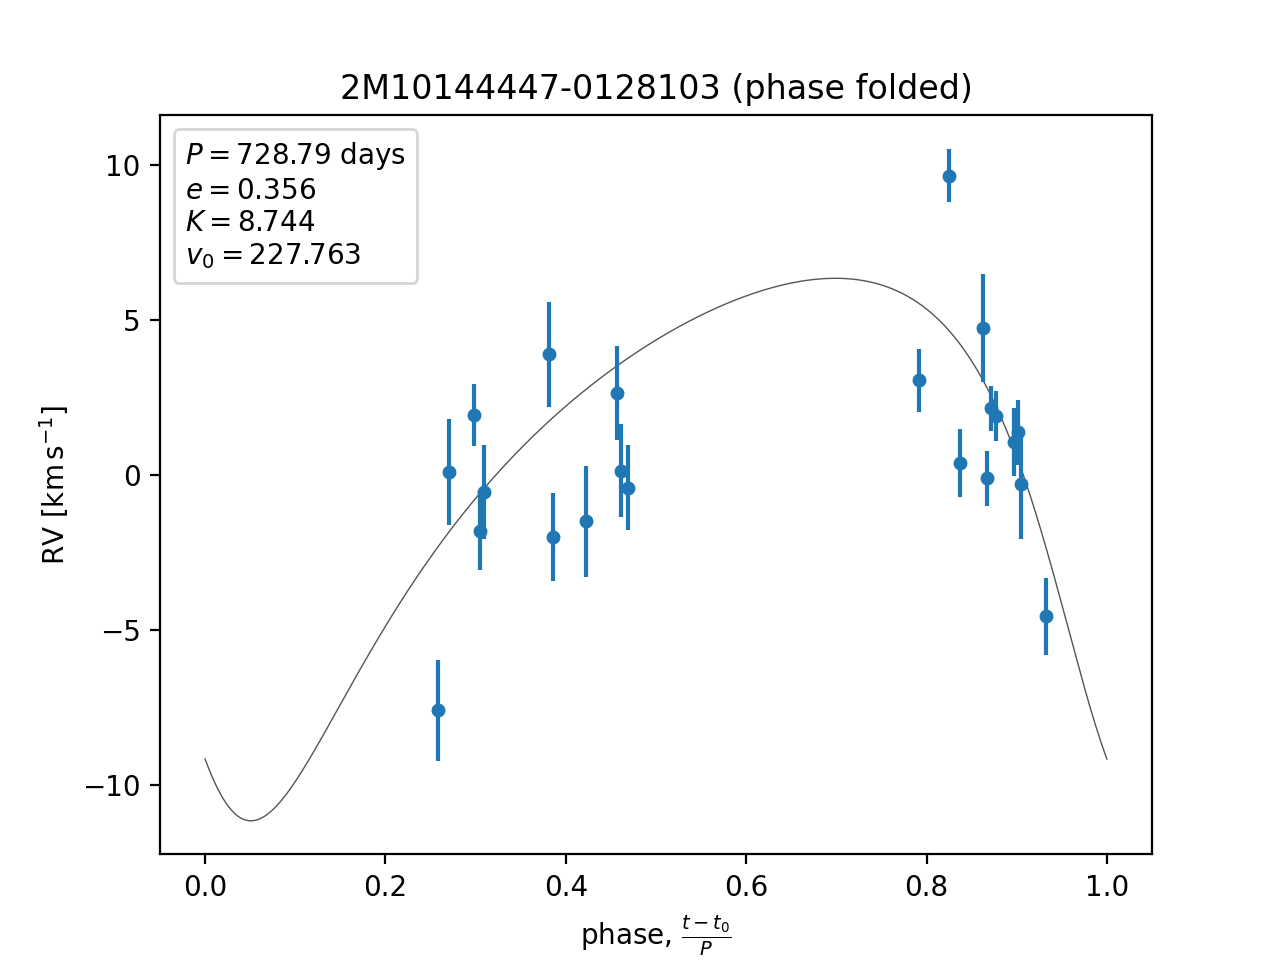 2M10144447-0128103 (phase folded)
P = 728.79 days
e = 0.356
K = 8.744
v₀ = 227.763
10
5
0
−5
−10
RV [km s⁻¹]
0.0 0.2 0.4 0.6 0.8 1.0
phase, (t − t₀)/P